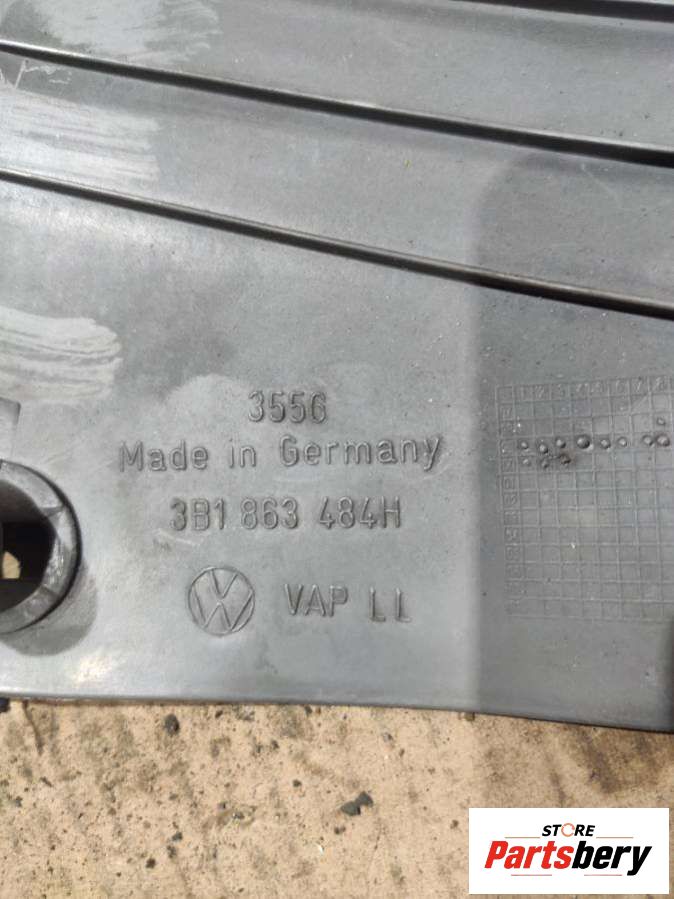 3556
Made in Germany
3B1 863 484H
VAP LL
STORE
Partsbery